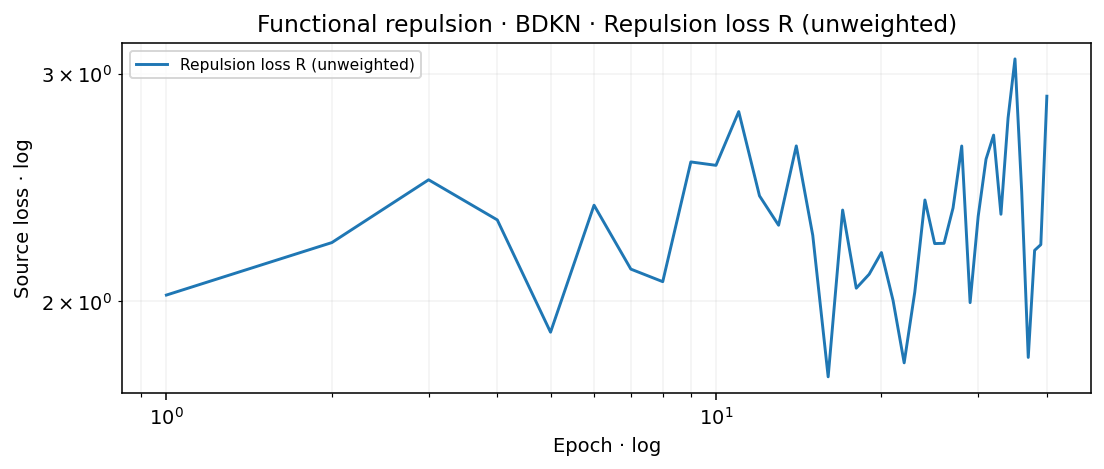 Functional repulsion · BDKN · Repulsion loss R (unweighted)
Repulsion loss R (unweighted)
3 × 10⁰
2 × 10⁰
Source loss · log
10⁰
10¹
Epoch · log